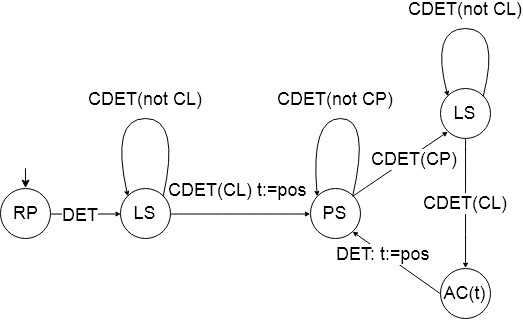 CDET(not CL)
CDET(not CL)
CDET(not CP)
LS
CDET(CP)
CDET(CL) t:=pos
CDET(CL)
RP
DET
LS
PS
DET: t:=pos
AC(t)